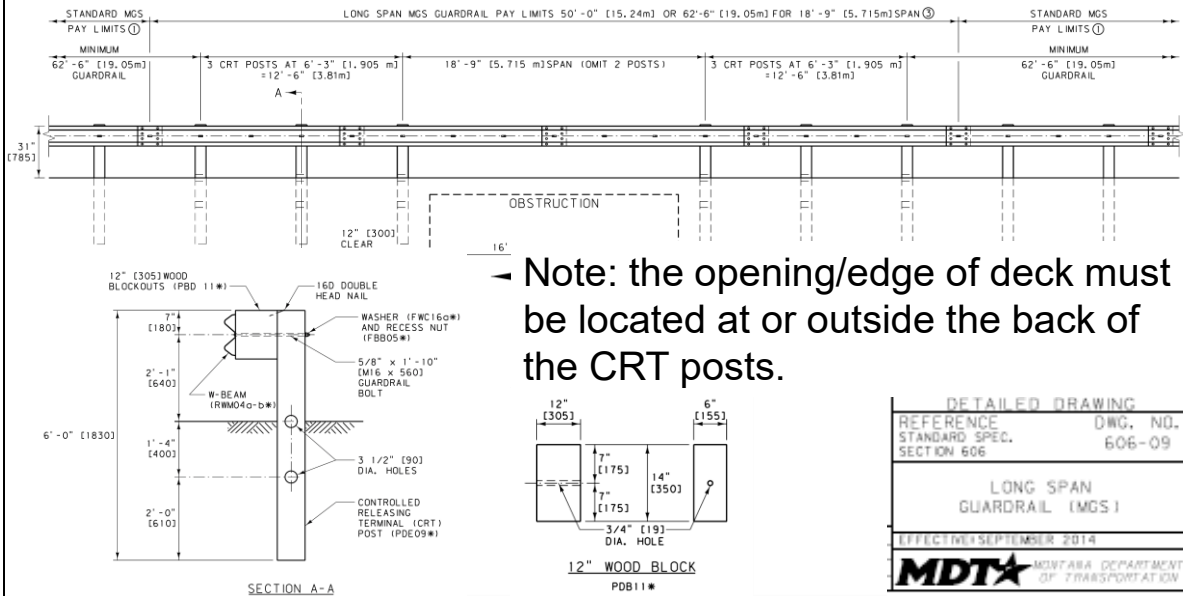 STANDARD MGS
PAY LIMITS ①
LONG SPAN MGS GUARDRAIL PAY LIMITS 50'-0" [15.24m] OR 62'-6" [19.05m] FOR 18'-9" [5.715m] SPAN ③
STANDARD MGS
PAY LIMITS ①
MINIMUM
62'-6" [19.05m]
GUARDRAIL
3 CRT POSTS AT 6'-3" [1.905 m]
=12'-6" [3.81m]
18'-9" [5.715 m] SPAN (OMIT 2 POSTS)
3 CRT POSTS AT 6'-3" [1.905 m]
=12'-6" [3.81m]
MINIMUM
62'-6" [19.05m]
GUARDRAIL
A
31"
[785]
OBSTRUCTION
12" [300]
CLEAR
16'
Note: the opening/edge of deck must
be located at or outside the back of
the CRT posts.
12" [305] WOOD
BLOCKOUTS (PBD 11*)
16D DOUBLE
HEAD NAIL
7"
[180]
WASHER (FWC16a*)
AND RECESS NUT
(FBB05*)
5/8" x 1'-10"
[M16 x 560]
GUARDRAIL
BOLT
2'-1"
[640]
W-BEAM
(RWM04a-b*)
6'-0" [1830]
1'-4"
[400]
3 1/2" [90]
DIA. HOLES
2'-0"
[610]
CONTROLLED
RELEASING
TERMINAL (CRT)
POST (PDE09*)
SECTION A-A
12"
[305]
6"
[155]
7"
[175]
14"
[350]
7"
[175]
3/4" [19]
DIA. HOLE
12" WOOD BLOCK
PDB11*
DETAILED DRAWING
REFERENCE
STANDARD SPEC.
SECTION 606
DWG. NO.
606-09
LONG SPAN
GUARDRAIL (MGS)
EFFECTIVE: SEPTEMBER 2014
MDT MONTANA DEPARTMENT
OF TRANSPORTATION